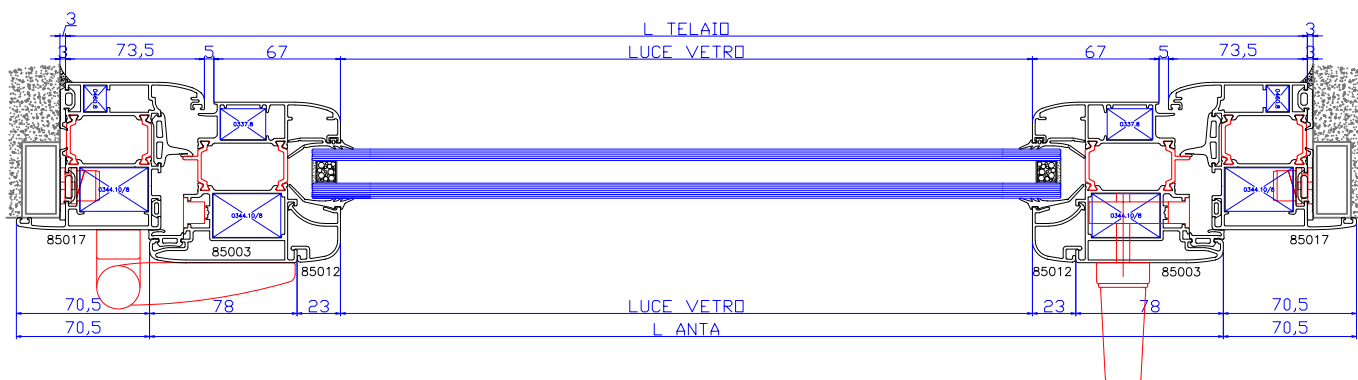 3 L TELAIO 3
3 73,5 5 67 LUCE VETRO 67 5 73,5 3
0337.8 0337.8
0344.10/8 0344.10/8 0344.10/8 0344.10/8
85017 85003 85012 85012 85003 85017
70,5 78 23 LUCE VETRO 23 78 70,5
70,5 L ANTA 70,5